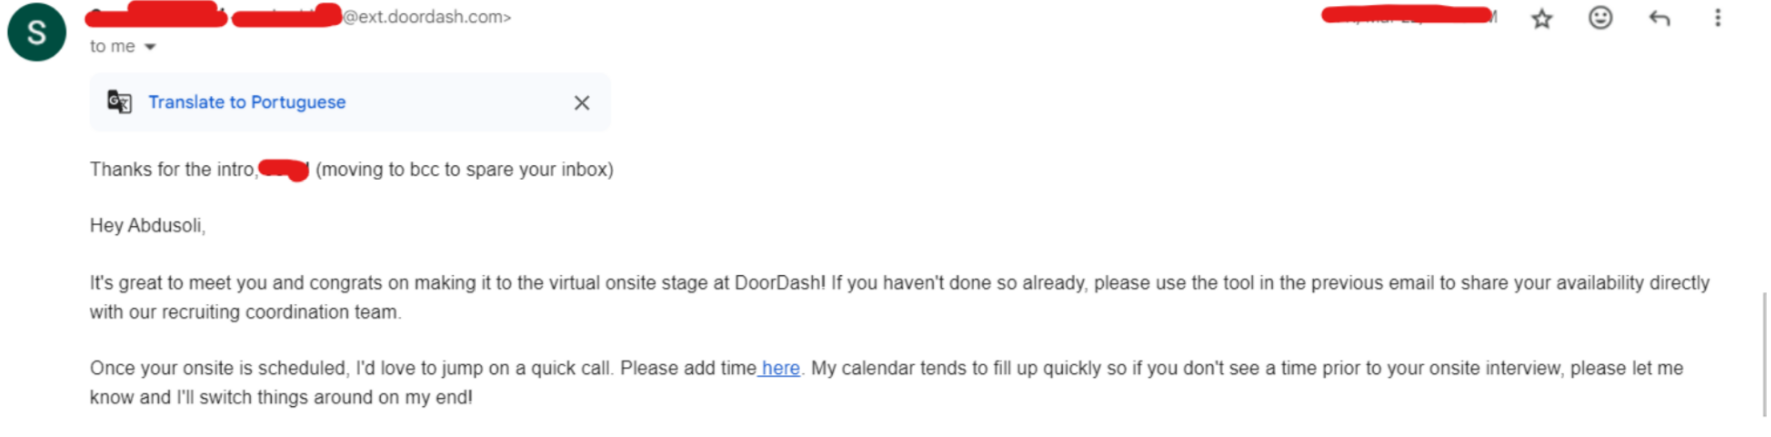 S
@ext.doordash.com>
to me
Translate to Portuguese
Thanks for the intro, (moving to bcc to spare your inbox)
Hey Abdusoli,
It's great to meet you and congrats on making it to the virtual onsite stage at DoorDash! If you haven't done so already, please use the tool in the previous email to share your availability directly
with our recruiting coordination team.
Once your onsite is scheduled, I'd love to jump on a quick call. Please add time here. My calendar tends to fill up quickly so if you don't see a time prior to your onsite interview, please let me
know and I'll switch things around on my end!